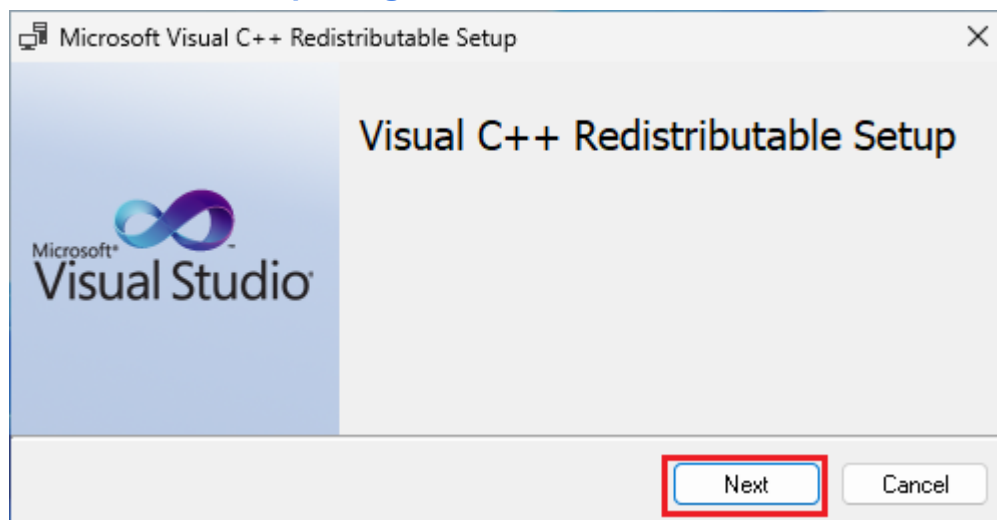 Microsoft Visual C++ Redistributable Setup
Visual C++ Redistributable Setup
Microsoft®
Visual Studio®
Next
Cancel